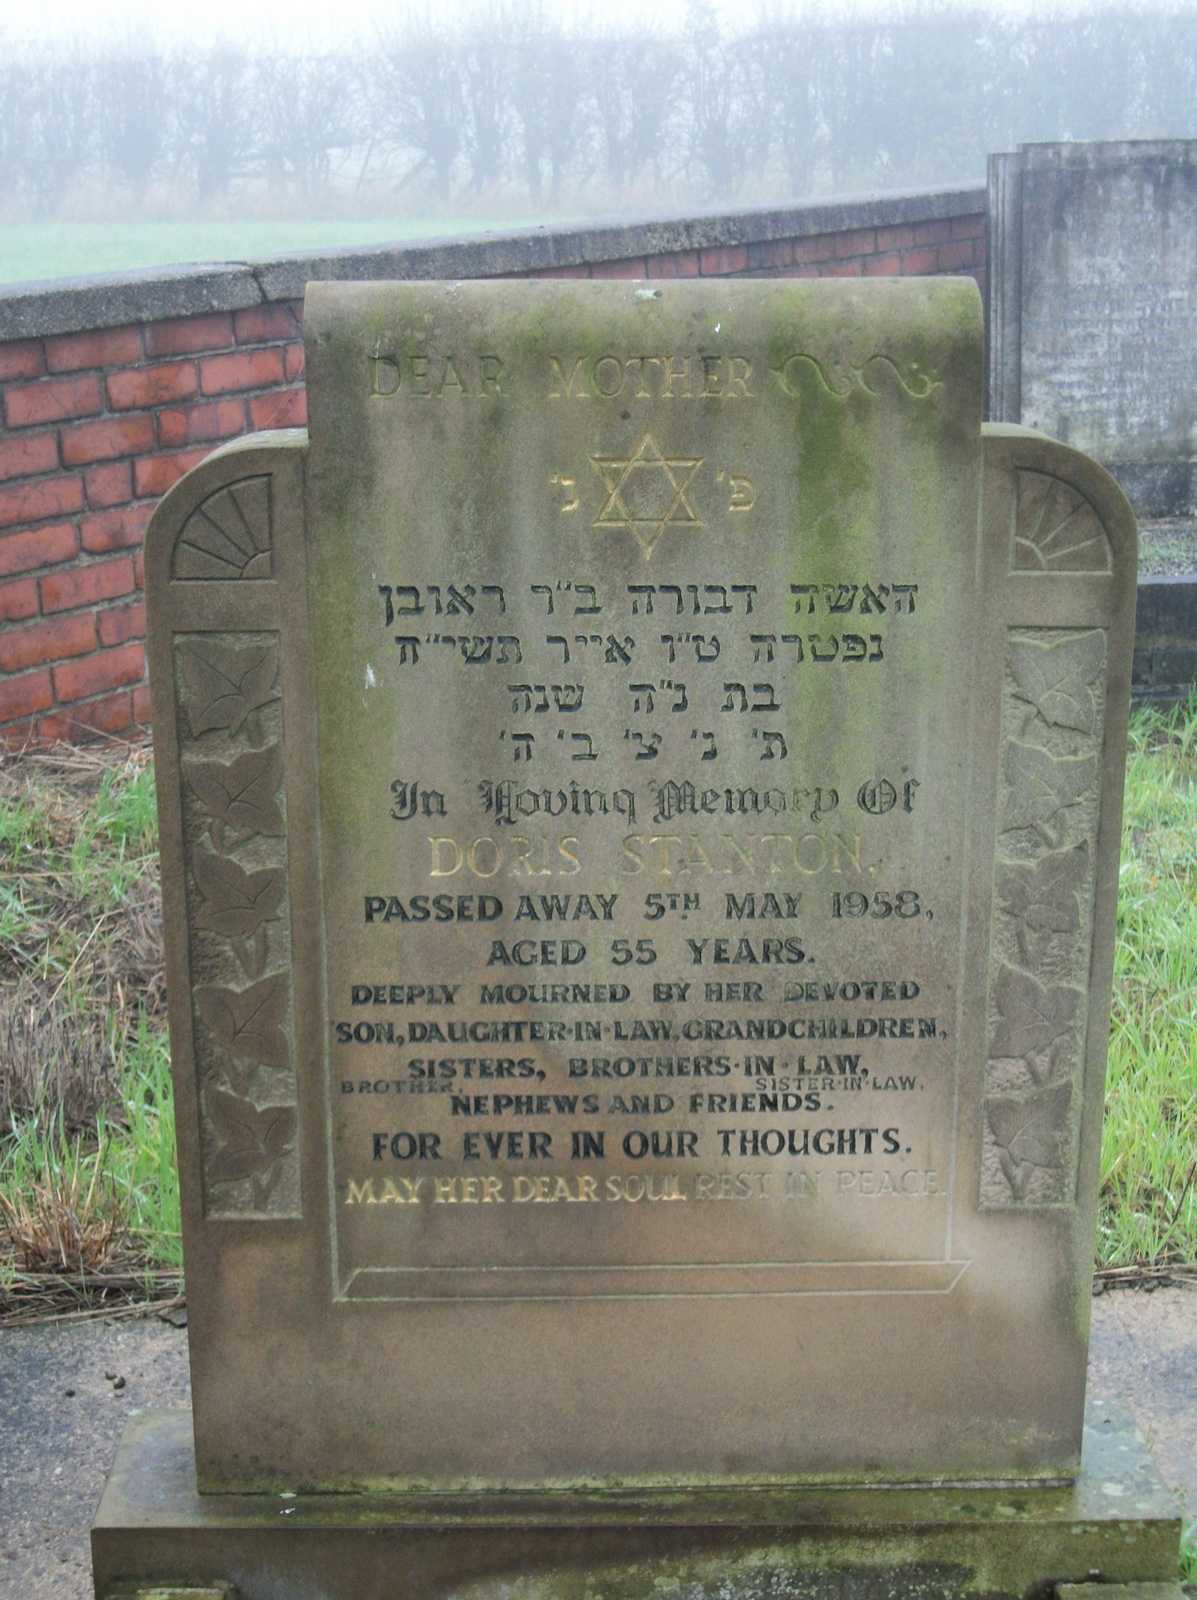 DEAR MOTHER
פ' נ'
האשה דבורה ב״ר ראובן
נפטרה ט״ו אייר תשי״ח
בת נ״ה שנה
ת' נ' צ' ב' ה'
In Loving Memory Of
DORIS STANTON,
PASSED AWAY 5TH MAY 1958,
AGED 55 YEARS.
DEEPLY MOURNED BY HER DEVOTED
SON, DAUGHTER·IN·LAW, GRANDCHILDREN,
SISTERS, BROTHERS·IN·LAW,
BROTHER, SISTER·IN·LAW,
NEPHEWS AND FRIENDS.
FOR EVER IN OUR THOUGHTS.
MAY HER DEAR SOUL REST IN PEACE.